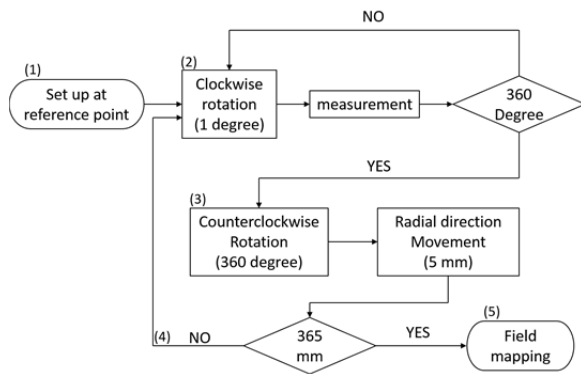 NO
(1)
Set up at
reference point
(2)
Clockwise
rotation
(1 degree)
measurement
360
Degree
YES
(3)
Counterclockwise
Rotation
(360 degree)
Radial direction
Movement
(5 mm)
(4) NO
365
mm
YES
(5)
Field
mapping